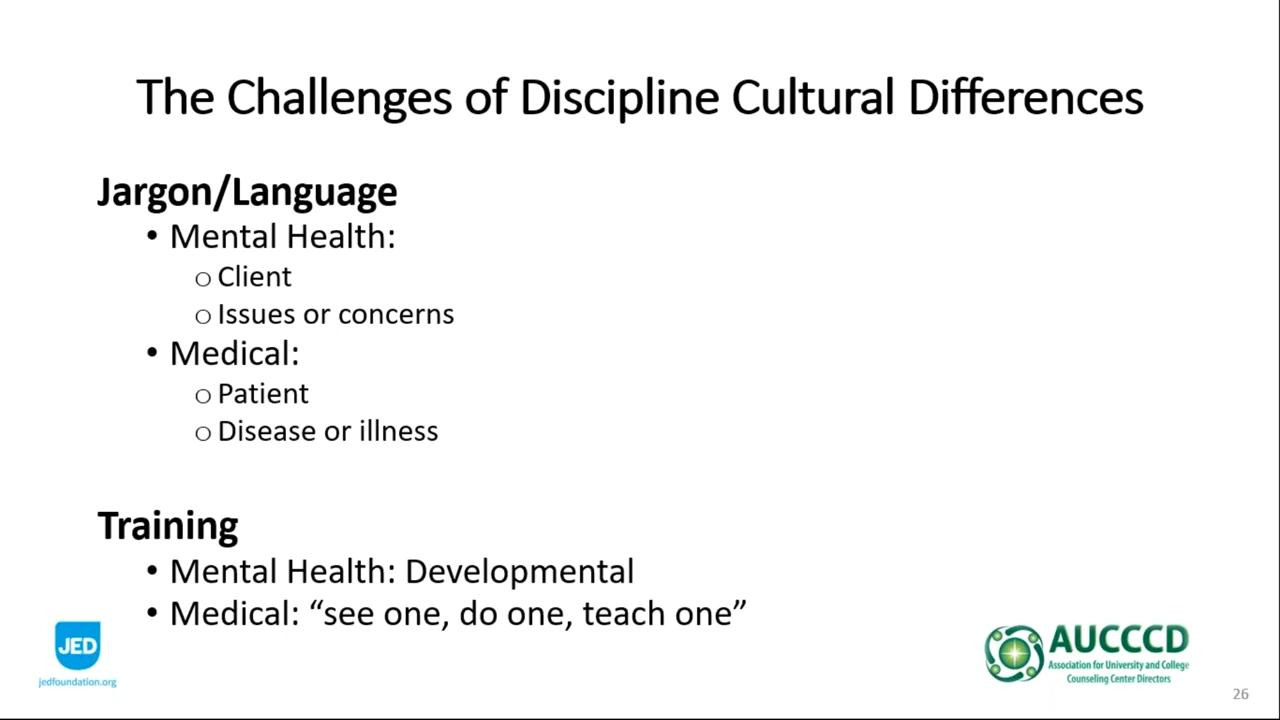 The Challenges of Discipline Cultural Differences
Jargon/Language
• Mental Health:
o Client
o Issues or concerns
• Medical:
o Patient
o Disease or illness
Training
• Mental Health: Developmental
• Medical: “see one, do one, teach one”
JED
jedfoundation.org
AUCCCD
Association for University and College
Counseling Center Directors
26